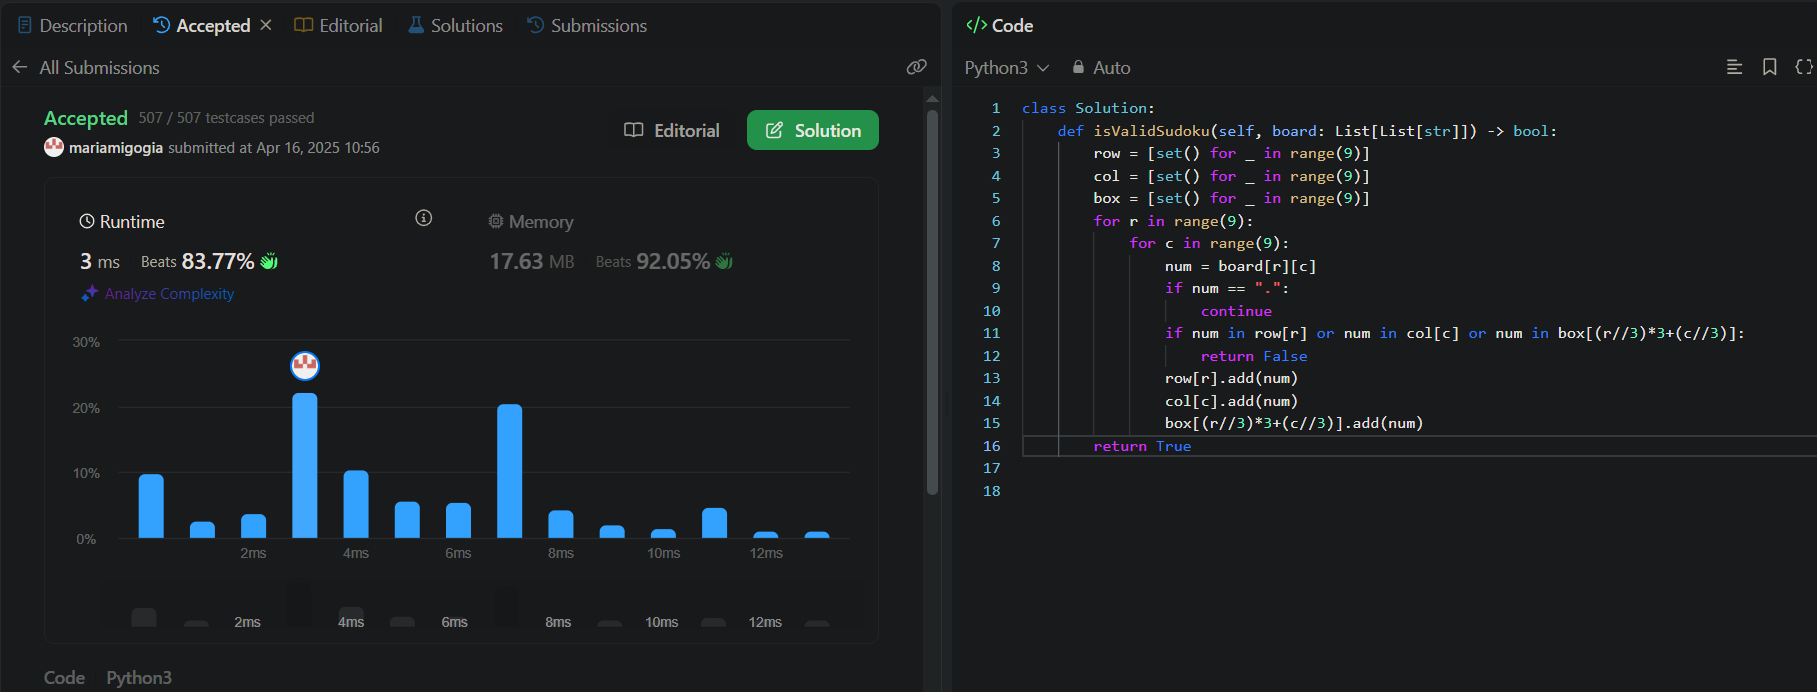 Description Accepted Editorial Solutions Submissions
All Submissions
Accepted 507 / 507 testcases passed
mariamigogia submitted at Apr 16, 2025 10:56
Editorial Solution
Runtime
3 ms Beats 83.77%
Analyze Complexity
Memory
17.63 MB Beats 92.05%
30%
20%
10%
0%
2ms 4ms 6ms 8ms 10ms 12ms
2ms 4ms 6ms 8ms 10ms 12ms
Code Python3
</> Code
Python3 Auto
1 class Solution:
2     def isValidSudoku(self, board: List[List[str]]) -> bool:
3         row = [set() for _ in range(9)]
4         col = [set() for _ in range(9)]
5         box = [set() for _ in range(9)]
6         for r in range(9):
7             for c in range(9):
8                 num = board[r][c]
9                 if num == ".":
10                     continue
11                 if num in row[r] or num in col[c] or num in box[(r//3)*3+(c//3)]:
12                     return False
13                 row[r].add(num)
14                 col[c].add(num)
15                 box[(r//3)*3+(c//3)].add(num)
16         return True
17
18